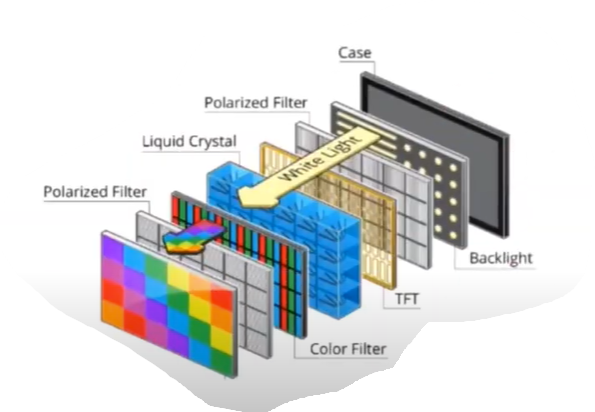 Case
Polarized Filter
Liquid Crystal
White Light
Polarized Filter
Backlight
TFT
Color Filter